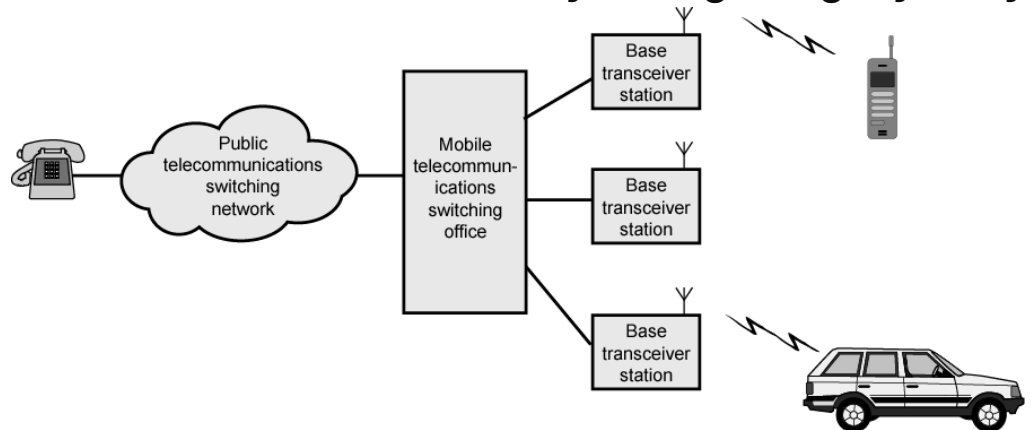 Public
telecommunications
switching
network
Mobile
telecommun-
ications
switching
office
Base
transceiver
station
Base
transceiver
station
Base
transceiver
station